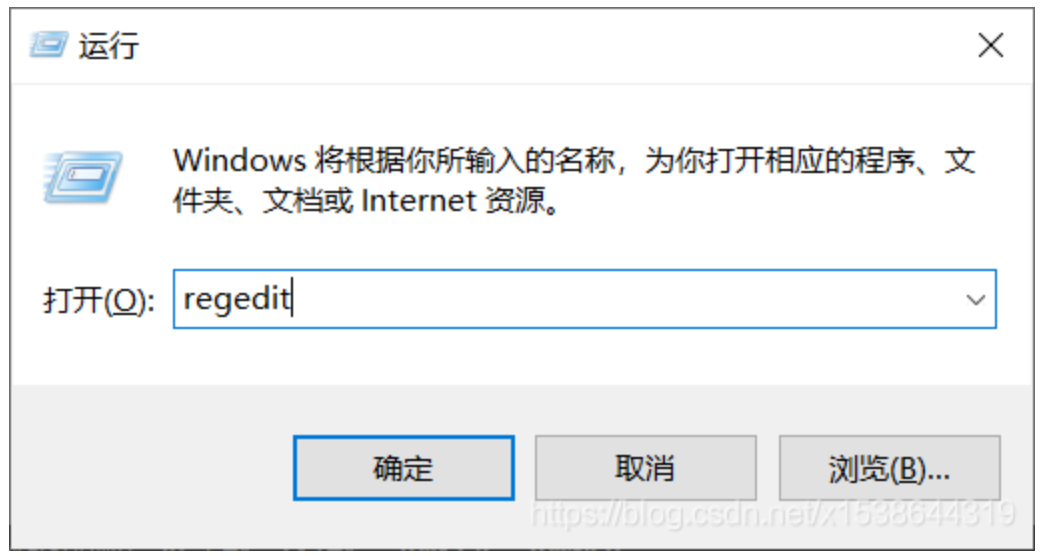 运行
Windows 将根据你所输入的名称，为你打开相应的程序、文
件夹、文档或 Internet 资源。
打开(O): regedit
确定 取消 浏览(B)...
https://blog.csdn.net/x1538644319